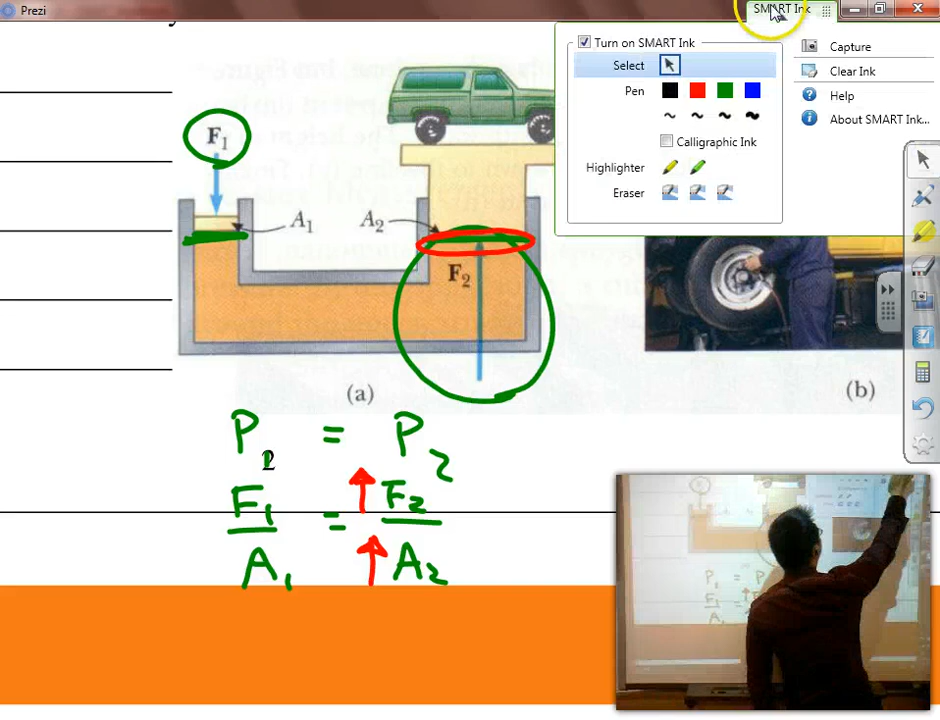 Prezi
SMART Ink
Turn on SMART Ink
Select
Pen
Calligraphic Ink
Highlighter
Eraser
Capture
Clear Ink
Help
About SMART Ink...
F1
A1
A2
F2
(a)
(b)
P2 = P2
F1 = F2
A1 A2